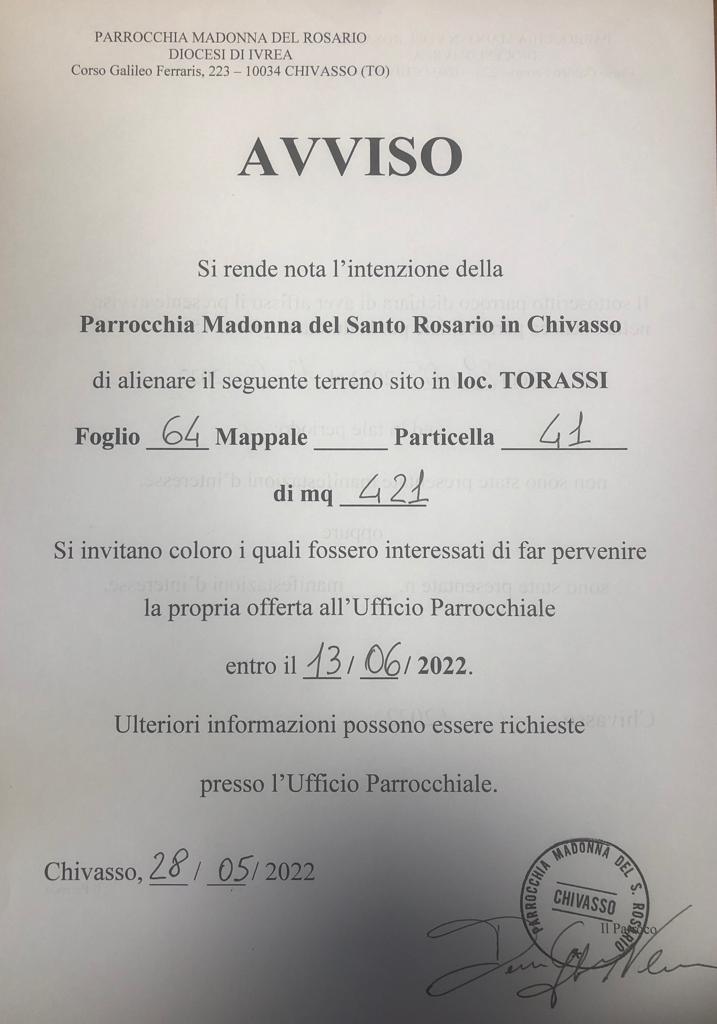 PARROCCHIA MADONNA DEL ROSARIO
DIOCESI DI IVREA
Corso Galileo Ferraris, 223 – 10034 CHIVASSO (TO)
AVVISO
Si rende nota l'intenzione della
Parrocchia Madonna del Santo Rosario in Chivasso
di alienare il seguente terreno sito in loc. TORASSI
Foglio 64 Mappale ______ Particella 41
di mq 421
Si invitano coloro i quali fossero interessati di far pervenire
la propria offerta all'Ufficio Parrocchiale
entro il 13/06/2022.
Ulteriori informazioni possono essere richieste
presso l'Ufficio Parrocchiale.
Chivasso, 28/05/2022
PARROCCHIA MADONNA DEL S. ROSARIO
CHIVASSO
Il Parroco